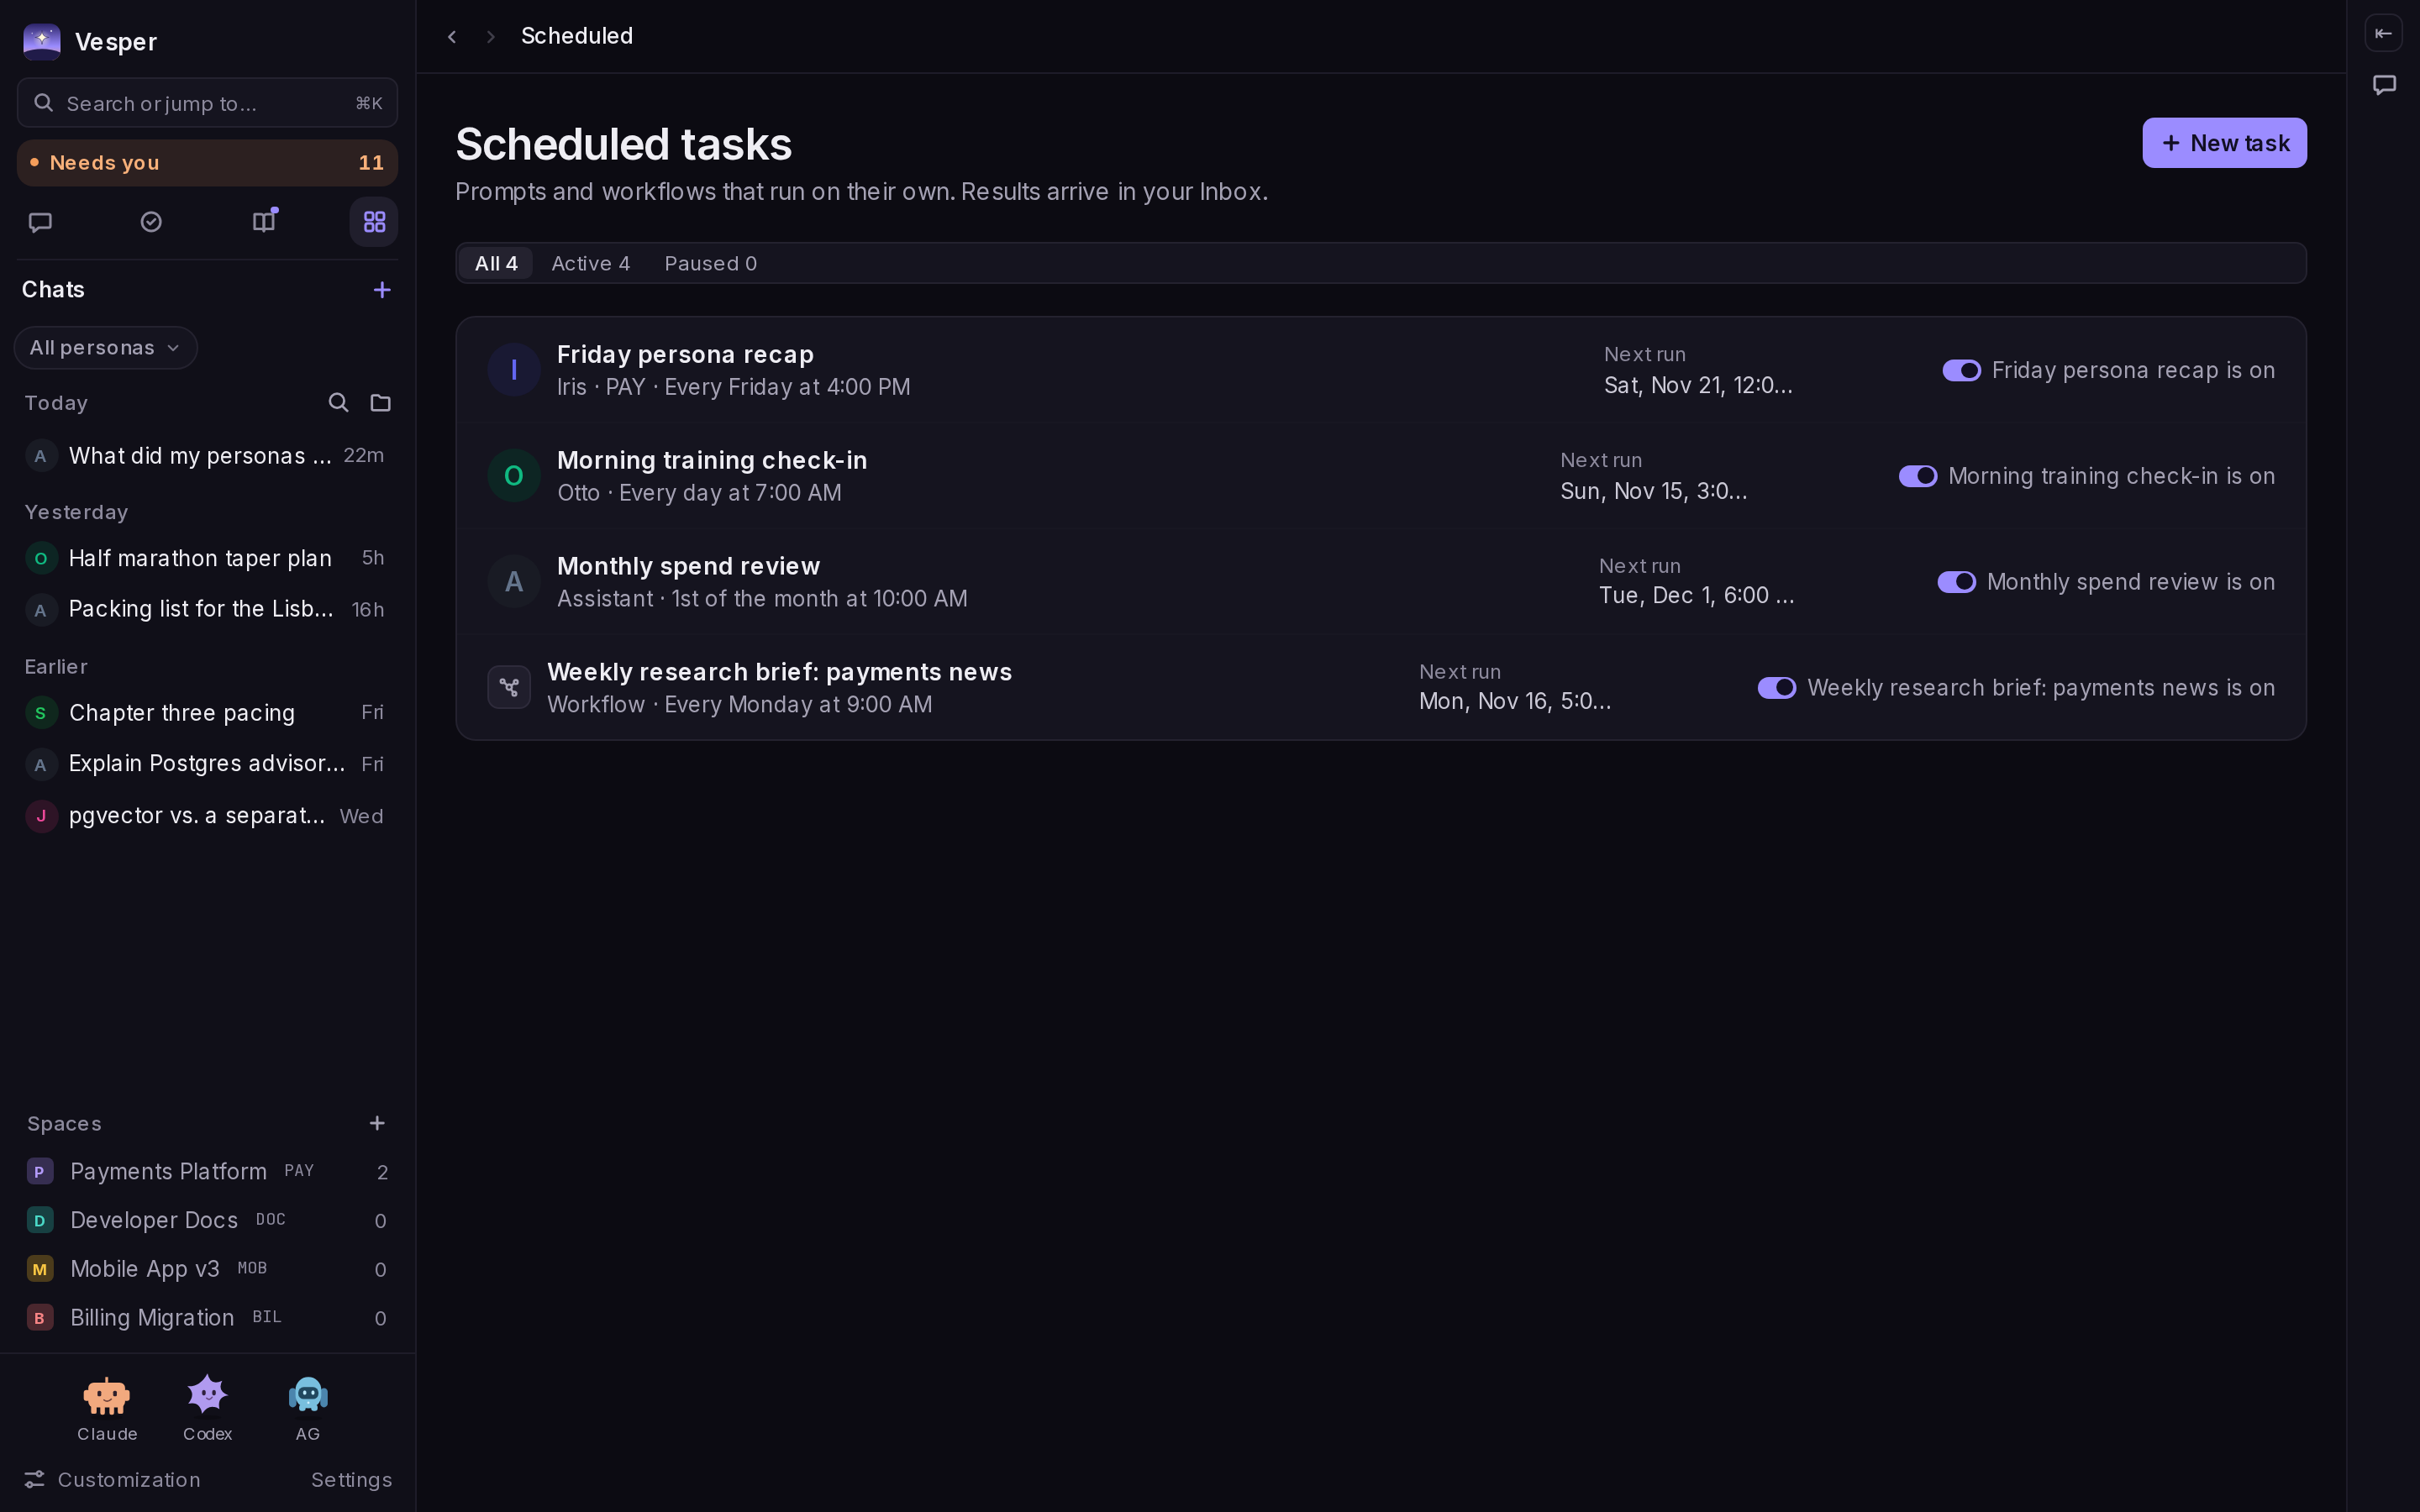 Vesper
Search or jump to… ⌘K
Needs you 11
Chats
All personas
Today
A What did my personas … 22m
Yesterday
O Half marathon taper plan 5h
A Packing list for the Lisb… 16h
Earlier
S Chapter three pacing Fri
A Explain Postgres advisor… Fri
J pgvector vs. a separat… Wed
Spaces
P Payments Platform PAY 2
D Developer Docs DOC 0
M Mobile App v3 MOB 0
B Billing Migration BIL 0
Claude Codex AG
Customization Settings
Scheduled
Scheduled tasks
New task
Prompts and workflows that run on their own. Results arrive in your Inbox.
All 4 Active 4 Paused 0
I Friday persona recap
Iris · PAY · Every Friday at 4:00 PM
Next run
Sat, Nov 21, 12:0…
Friday persona recap is on
O Morning training check-in
Otto · Every day at 7:00 AM
Next run
Sun, Nov 15, 3:0…
Morning training check-in is on
A Monthly spend review
Assistant · 1st of the month at 10:00 AM
Next run
Tue, Dec 1, 6:00 …
Monthly spend review is on
Weekly research brief: payments news
Workflow · Every Monday at 9:00 AM
Next run
Mon, Nov 16, 5:0…
Weekly research brief: payments news is on